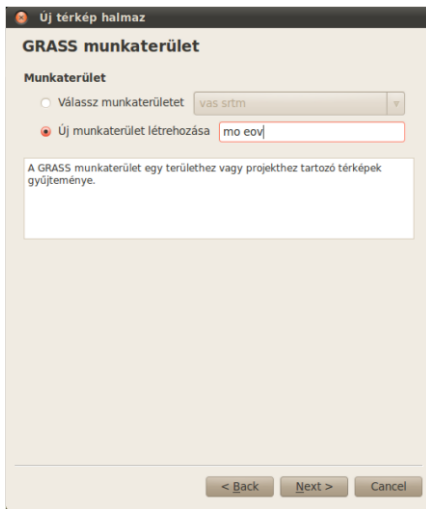 Új térkép halmaz
GRASS munkaterület
Munkaterület
Válassz munkaterületet vas srtm
Új munkaterület létrehozása mo eov
A GRASS munkaterület egy területhez vagy projekthez tartozó térképek
gyűjteménye.
< Back Next > Cancel